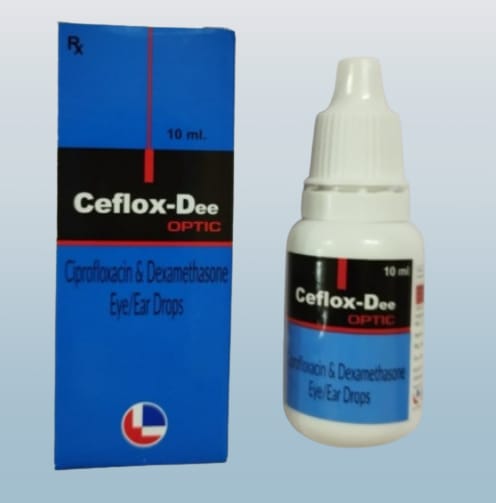 Rx
10 ml.
Ceflox-Dee
OPTIC
Ciprofloxacin & Dexamethasone
Eye/Ear Drops
10 ml
Ceflox-Dee
OPTIC
Ciprofloxacin & Dexamethasone
Eye/Ear Drops